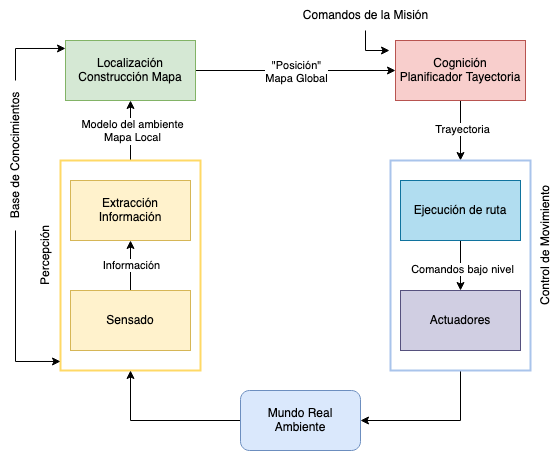 Comandos de la Misión
Localización
Construcción Mapa
"Posición"
Mapa Global
Cognición
Planificador Tayectoria
Base de Conocimientos
Modelo del ambiente
Mapa Local
Trayectoria
Percepción
Extracción
Información
Información
Sensado
Ejecución de ruta
Comandos bajo nivel
Actuadores
Control de Movimiento
Mundo Real
Ambiente